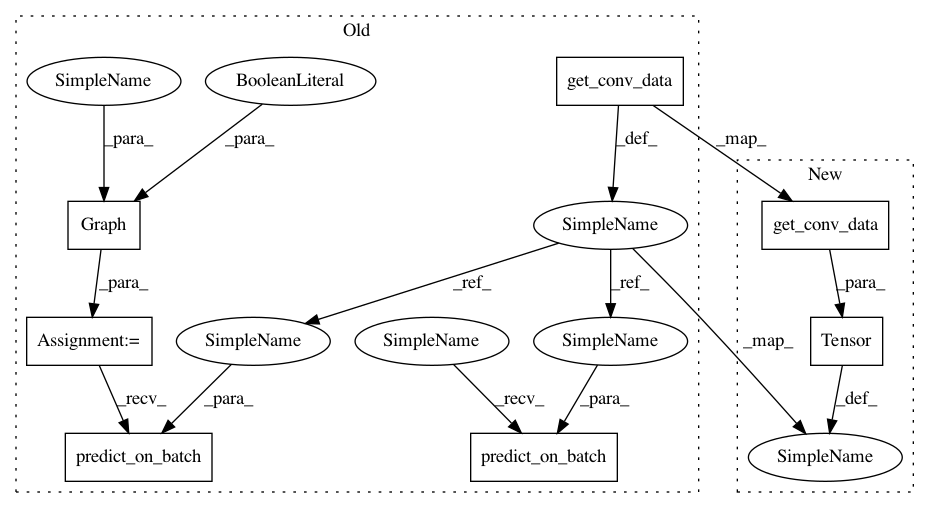 Old
SimpleName
BooleanLiteral
get_conv_data
_para_
_para_
_def_
_map_
New
Graph
SimpleName
get_conv_data
_para_
_ref_
_ref_
_para_
Assignment:=
SimpleName
SimpleName
SimpleName
_map_
Tensor
_recv_
_para_
_recv_
_para_
_def_
predict_on_batch
predict_on_batch
SimpleName